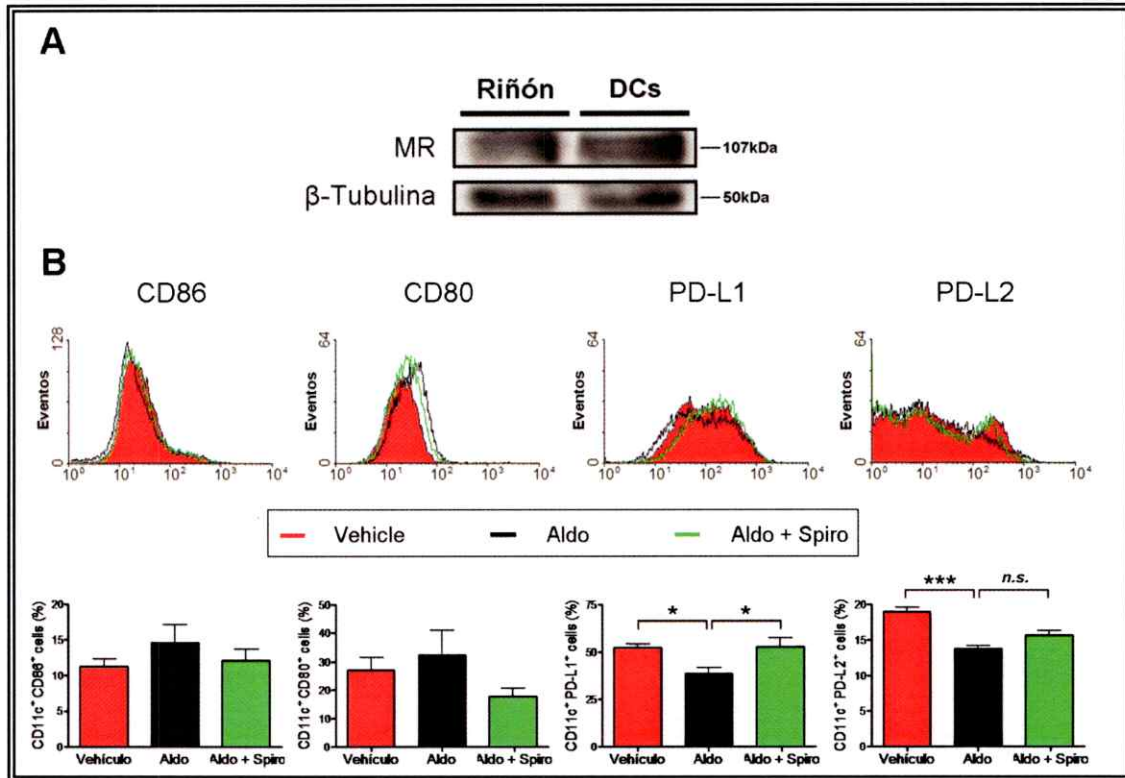 A
Riñón DCs
MR 107kDa
β-Tubulina 50kDa
B
CD86 CD80 PD-L1 PD-L2
128 64 64 64
Eventos Eventos Eventos Eventos
0 0 0 0
10⁰ 10¹ 10² 10³ 10⁴ 10⁰ 10¹ 10² 10³ 10⁴ 10⁰ 10¹ 10² 10³ 10⁴ 10⁰ 10¹ 10² 10³ 10⁴
Vehicle Aldo Aldo + Spiro
CD11c⁺ CD86⁺ cells (%)
20
15
10
5
0
Vehículo Aldo Aldo + Spiro
CD11c⁺ CD80⁺ cells (%)
50
40
30
20
10
0
Vehículo Aldo Aldo + Spiro
CD11c⁺ PD-L1⁺ cells (%)
75
50
25
0
* *
Vehículo Aldo Aldo + Spiro
CD11c⁺ PD-L2⁺ cells (%)
20
15
10
5
0
*** n.s.
Vehículo Aldo Aldo + Spiro